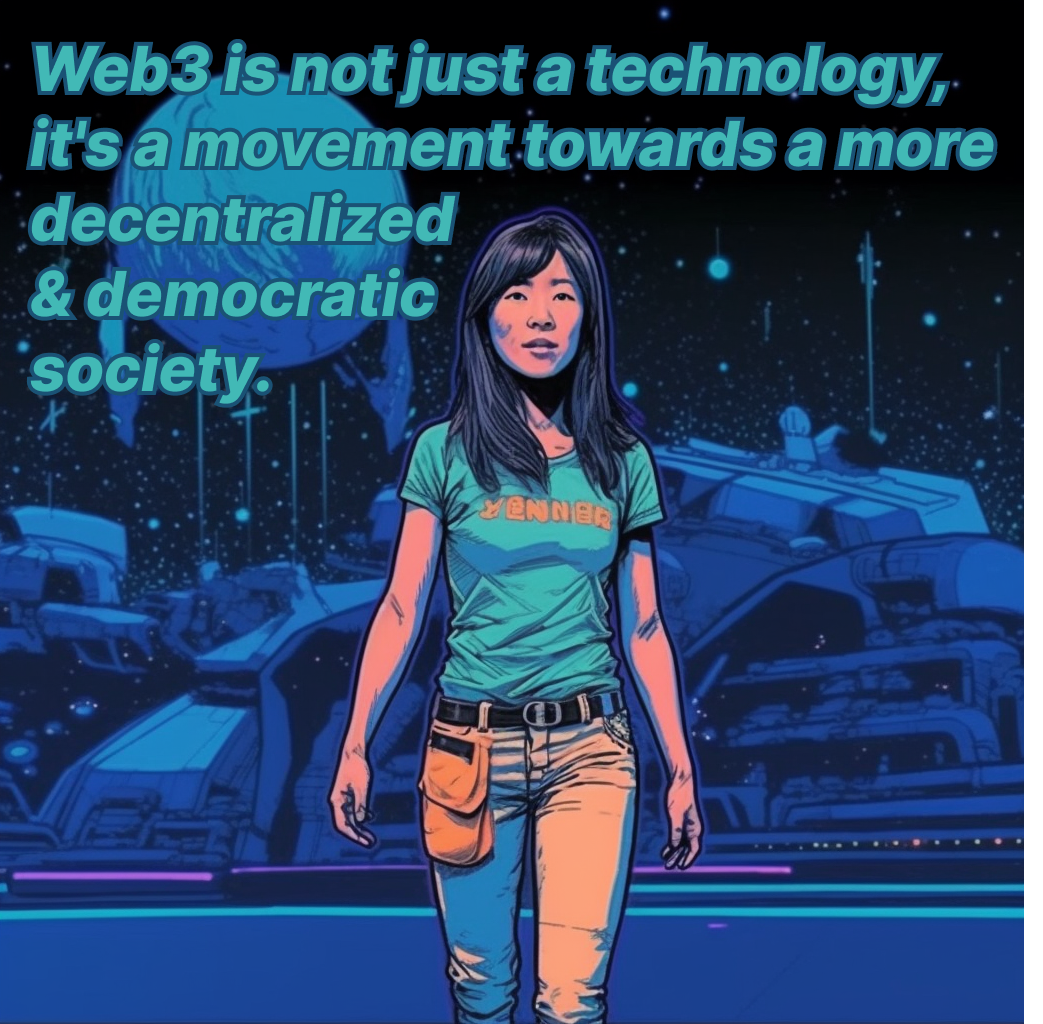 Web3 is not just a technology,
it's a movement towards a more
decentralized
& democratic
society.